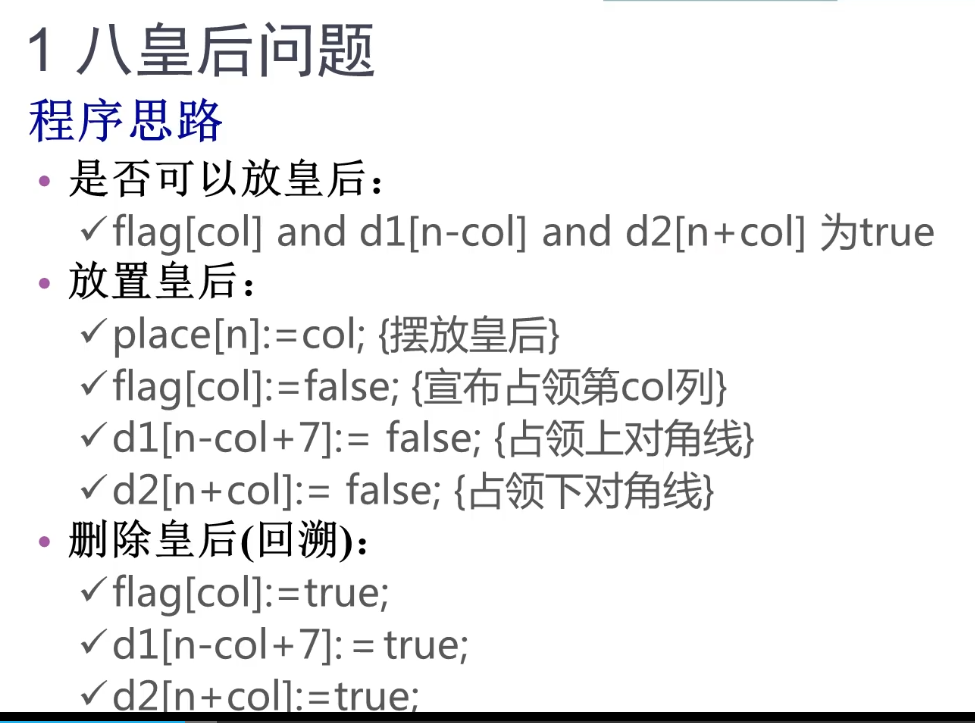 1 八皇后问题
程序思路
• 是否可以放皇后：
✓flag[col] and d1[n-col] and d2[n+col] 为true
• 放置皇后：
✓place[n]:=col; {摆放皇后}
✓flag[col]:=false; {宣布占领第col列}
✓d1[n-col+7]:= false; {占领上对角线}
✓d2[n+col]:= false; {占领下对角线}
• 删除皇后(回溯)：
✓flag[col]:=true;
✓d1[n-col+7]:=true;
✓d2[n+col]:=true;